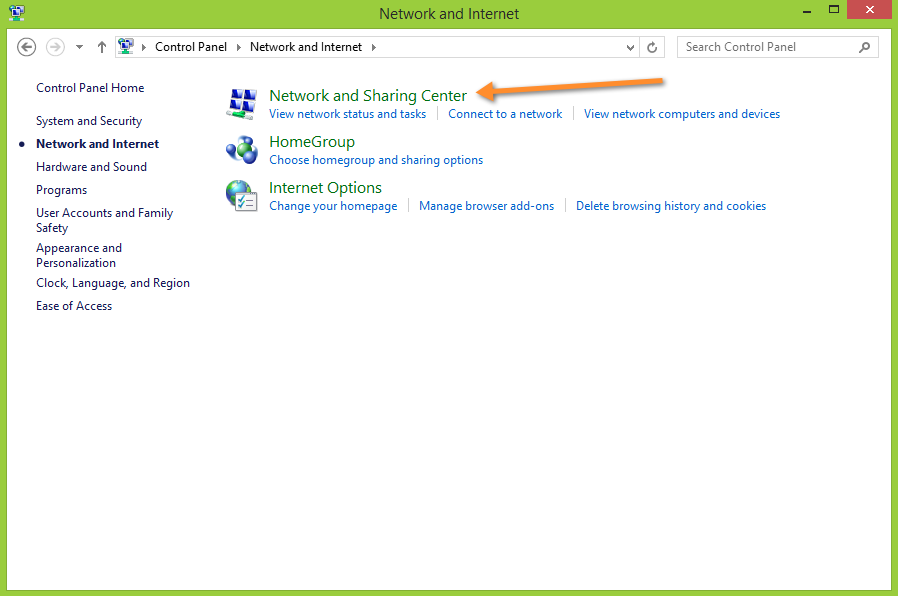 Network and Internet
Control Panel Network and Internet
Search Control Panel
Control Panel Home
System and Security
Network and Internet
Hardware and Sound
Programs
User Accounts and Family
Safety
Appearance and
Personalization
Clock, Language, and Region
Ease of Access
Network and Sharing Center
View network status and tasks Connect to a network View network computers and devices
HomeGroup
Choose homegroup and sharing options
Internet Options
Change your homepage Manage browser add-ons Delete browsing history and cookies